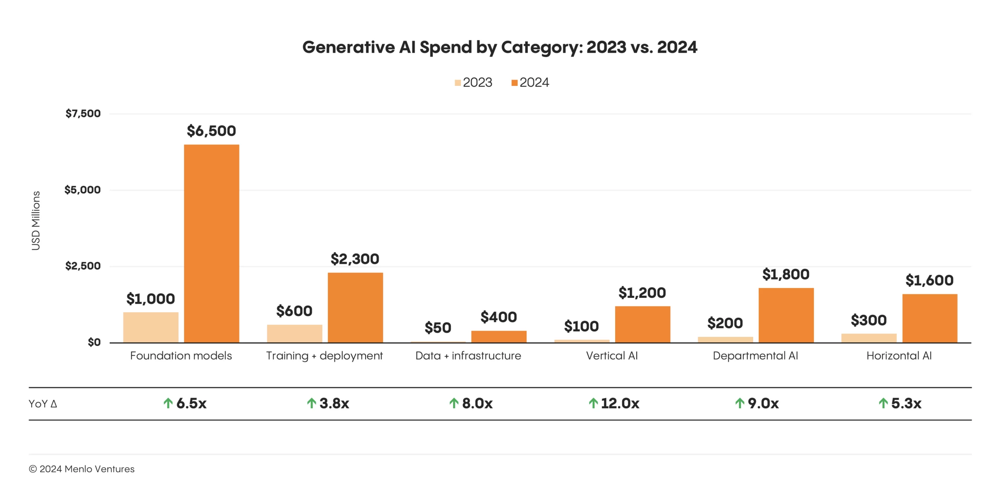 Generative AI Spend by Category: 2023 vs. 2024
2023 2024
USD Millions
$7,500
$5,000
$2,500
$0
$1,000 $6,500
$600 $2,300
$50 $400
$100 $1,200
$200 $1,800
$300 $1,600
Foundation models Training + deployment Data + infrastructure Vertical AI Departmental AI Horizontal AI
YoY Δ ↑ 6.5x ↑ 3.8x ↑ 8.0x ↑ 12.0x ↑ 9.0x ↑ 5.3x
© 2024 Menlo Ventures